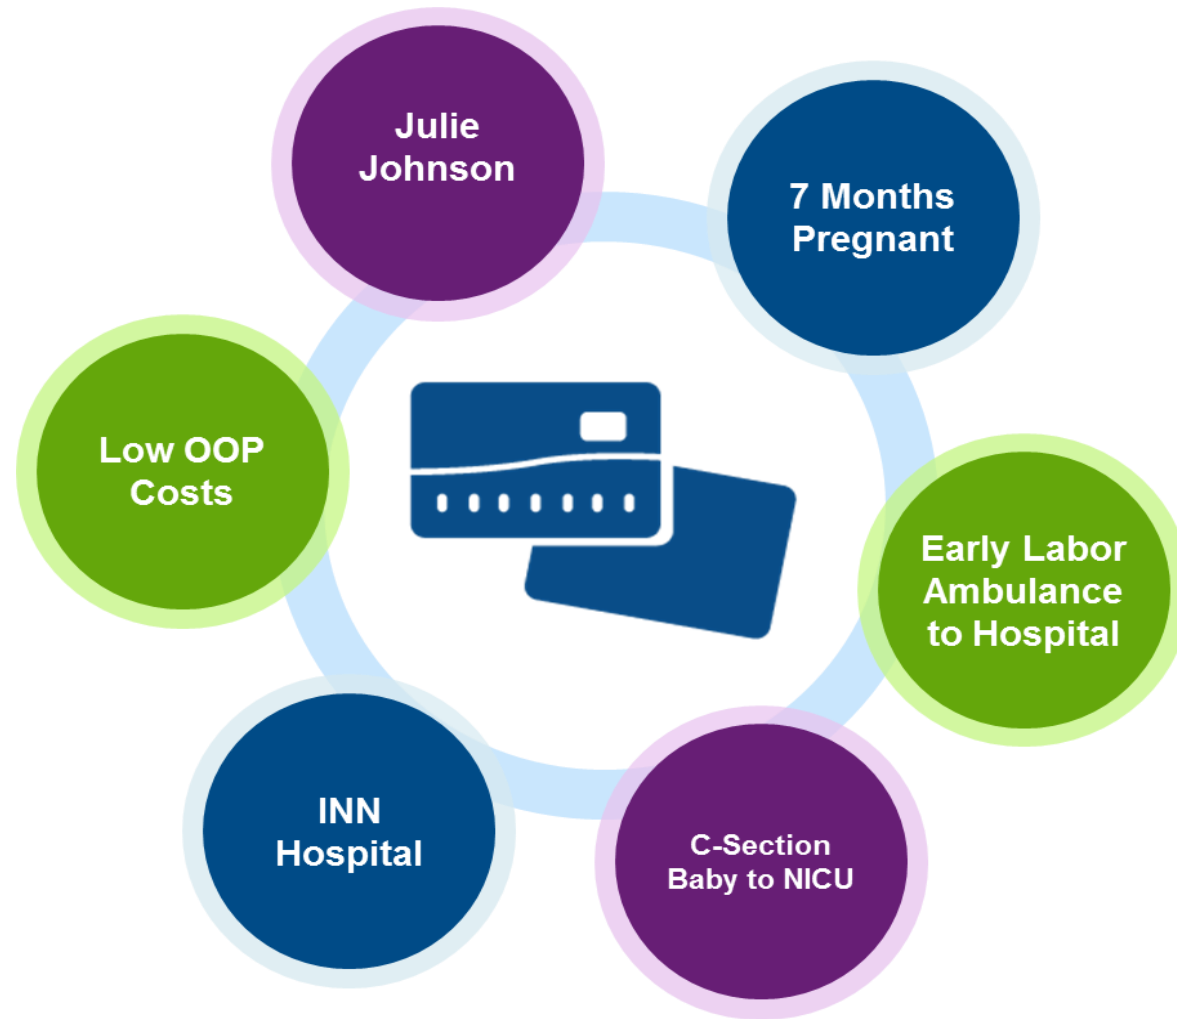 Julie
Johnson
7 Months
Pregnant
Early Labor
Ambulance
to Hospital
C-Section
Baby to NICU
INN
Hospital
Low OOP
Costs